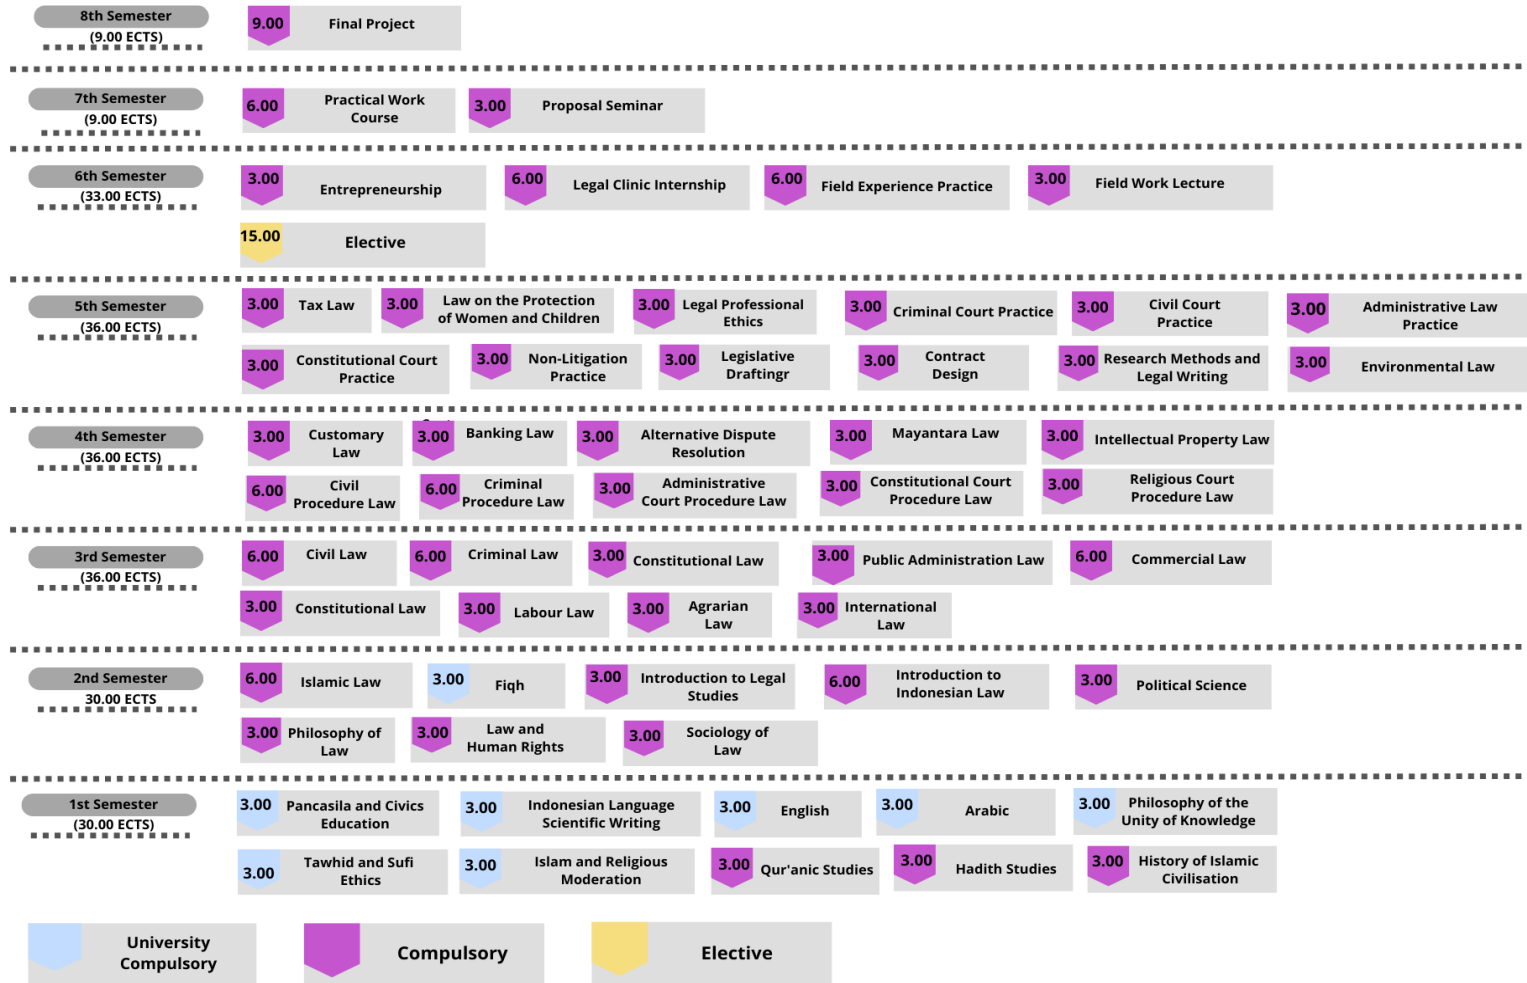 8th Semester
(9.00 ECTS)
9.00
Final Project
7th Semester
(9.00 ECTS)
6.00
Practical Work
Course
3.00
Proposal Seminar
6th Semester
(33.00 ECTS)
3.00
Entrepreneurship
6.00
Legal Clinic Internship
6.00
Field Experience Practice
3.00
Field Work Lecture
15.00
Elective
5th Semester
(36.00 ECTS)
3.00
Tax Law
3.00
Law on the Protection
of Women and Children
3.00
Legal Professional
Ethics
3.00
Criminal Court Practice
3.00
Civil Court
Practice
3.00
Administrative Law
Practice
3.00
Constitutional Court
Practice
3.00
Non-Litigation
Practice
3.00
Legislative
Draftingr
3.00
Contract
Design
3.00
Research Methods and
Legal Writing
3.00
Environmental Law
4th Semester
(36.00 ECTS)
3.00
Customary
Law
3.00
Banking Law
3.00
Alternative Dispute
Resolution
3.00
Mayantara Law
3.00
Intellectual Property Law
6.00
Civil
Procedure Law
6.00
Criminal
Procedure Law
3.00
Administrative
Court Procedure Law
3.00
Constitutional Court
Procedure Law
3.00
Religious Court
Procedure Law
3rd Semester
(36.00 ECTS)
6.00
Civil Law
6.00
Criminal Law
3.00
Constitutional Law
3.00
Public Administration Law
6.00
Commercial Law
3.00
Constitutional Law
3.00
Labour Law
3.00
Agrarian
Law
3.00
International
Law
2nd Semester
30.00 ECTS
6.00
Islamic Law
3.00
Fiqh
3.00
Introduction to Legal
Studies
6.00
Introduction to
Indonesian Law
3.00
Political Science
3.00
Philosophy of
Law
3.00
Law and
Human Rights
3.00
Sociology of
Law
1st Semester
(30.00 ECTS)
3.00
Pancasila and Civics
Education
3.00
Indonesian Language
Scientific Writing
3.00
English
3.00
Arabic
3.00
Philosophy of the
Unity of Knowledge
3.00
Tawhid and Sufi
Ethics
3.00
Islam and Religious
Moderation
3.00
Qur'anic Studies
3.00
Hadith Studies
3.00
History of Islamic
Civilisation
University
Compulsory
Compulsory
Elective